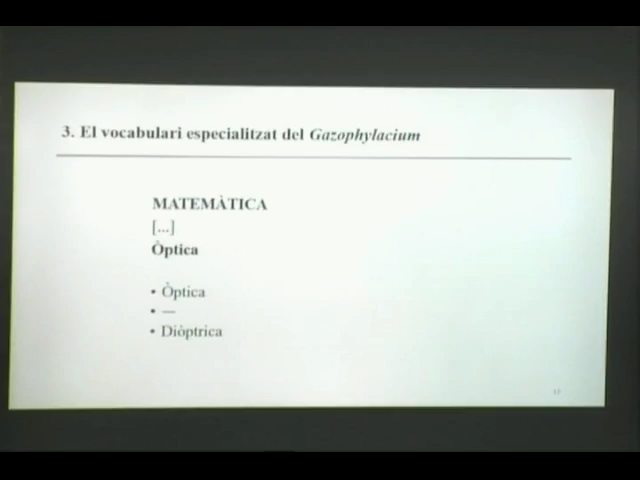 3. El vocabulari especialitzat del Gazophylacium
MATEMÀTICA
[...]
Òptica
• Òptica
• —
• Diòptrica